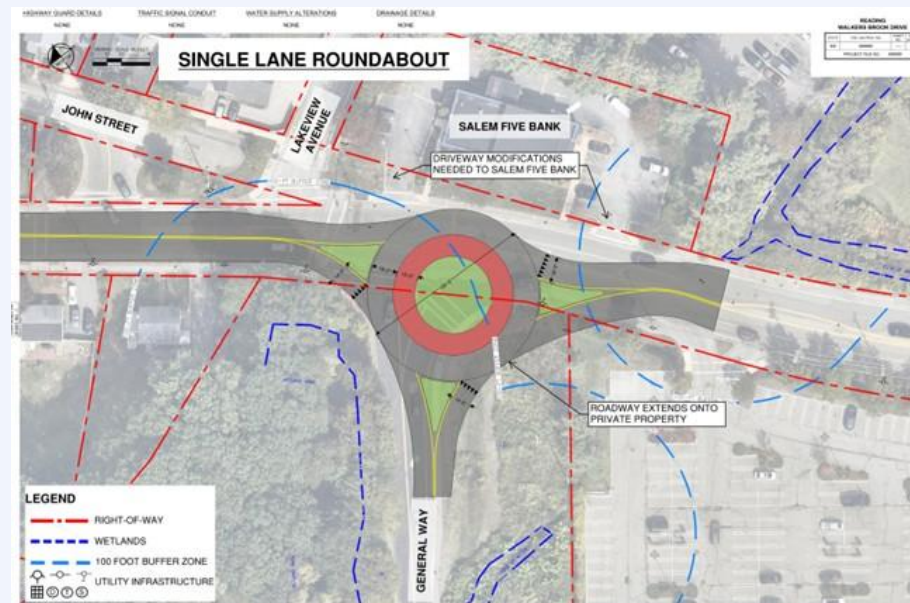 HIGHWAY GUARD DETAILS
NONE
TRAFFIC SIGNAL CONDUIT
NONE
WATER SUPPLY ALTERATIONS
NONE
DRAINAGE DETAILS
NONE
READING
WALKERS BROOK DRIVE
SINGLE LANE ROUNDABOUT
JOHN STREET
LAKEVIEW
AVENUE
SALEM FIVE BANK
DRIVEWAY MODIFICATIONS
NEEDED TO SALEM FIVE BANK
ROADWAY EXTENDS ONTO
PRIVATE PROPERTY
GENERAL WAY
LEGEND
RIGHT-OF-WAY
WETLANDS
100 FOOT BUFFER ZONE
UTILITY INFRASTRUCTURE